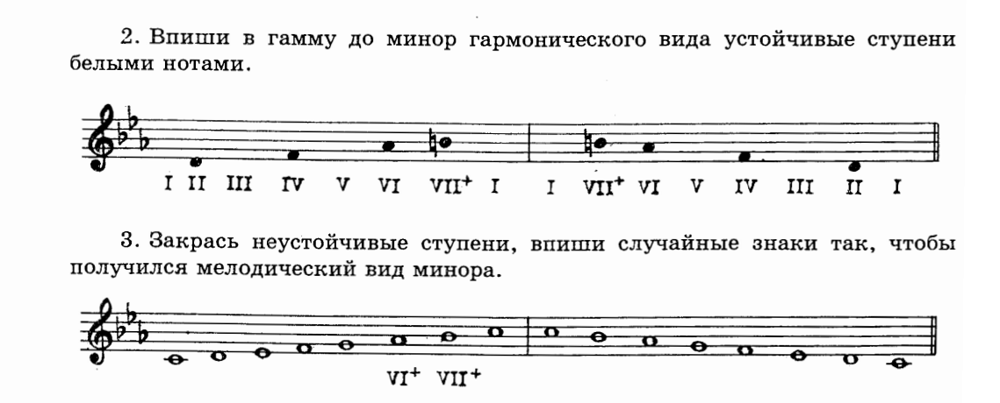 2. Впиши в гамму до минор гармонического вида устойчивые ступени
белыми нотами.
I II III IV V VI VII+ I I VII+ VI V IV III II I
3. Закрась неустойчивые ступени, впиши случайные знаки так, чтобы
получился мелодический вид минора.
VI+ VII+